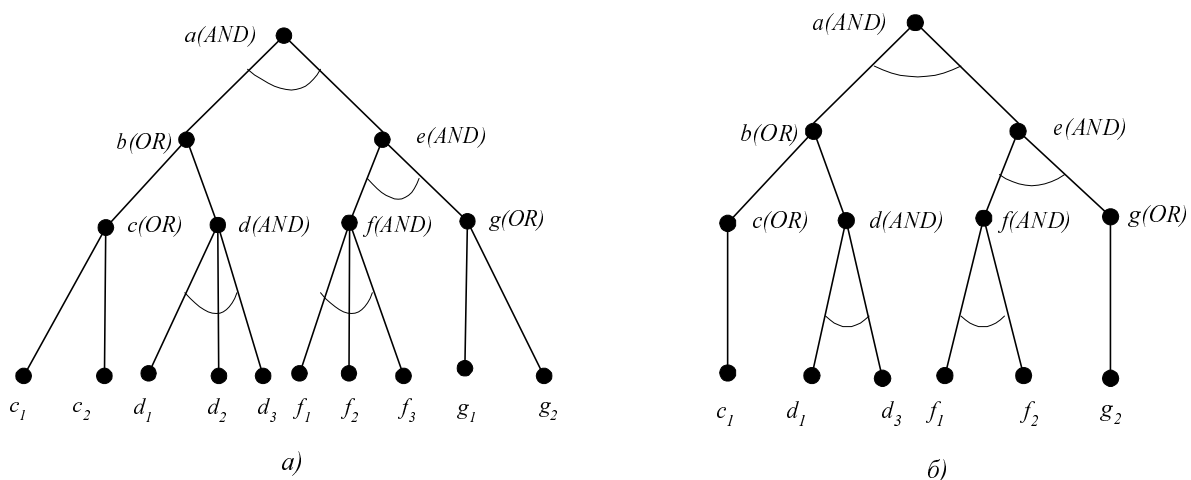 a(AND)
b(OR)
e(AND)
c(OR)
d(AND)
f(AND)
g(OR)
c1
c2
d1
d2
d3
f1
f2
f3
g1
g2
а)
a(AND)
b(OR)
e(AND)
c(OR)
d(AND)
f(AND)
g(OR)
c1
d1
d3
f1
f2
g2
б)